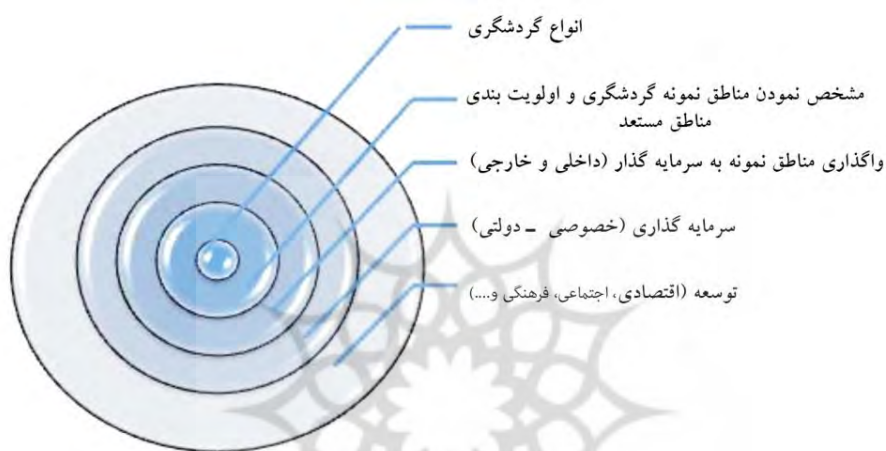 انواع گردشگری
مشخص نمودن مناطق نمونه گردشگری و اولویت بندی
مناطق مستعد
واگذاری مناطق نمونه به سرمایه گذار (داخلی و خارجی)
سرمایه گذاری (خصوصی – دولتی)
توسعه (اقتصادی، اجتماعی، فرهنگی و....)